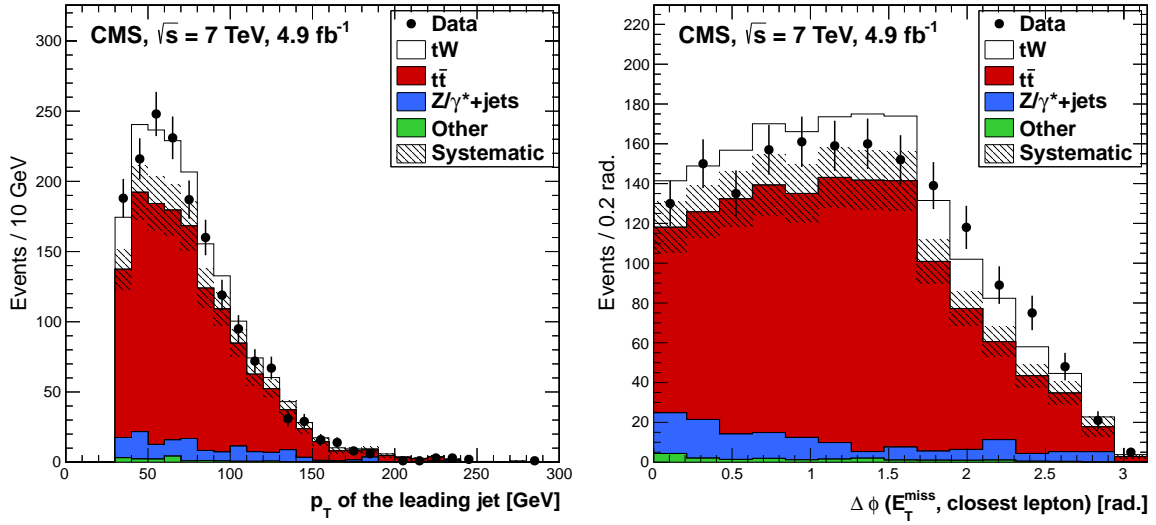 CMS, √s = 7 TeV, 4.9 fb⁻¹
Data
tW
tt̄
Z/γ*+jets
Other
Systematic
Events / 10 GeV
300
250
200
150
100
50
0
0 50 100 150 200 250 300
p_T of the leading jet [GeV]
CMS, √s = 7 TeV, 4.9 fb⁻¹
Data
tW
tt̄
Z/γ*+jets
Other
Systematic
Events / 0.2 rad.
220
200
180
160
140
120
100
80
60
40
20
0
0 0.5 1 1.5 2 2.5 3
Δ ϕ (E_T^miss, closest lepton) [rad.]